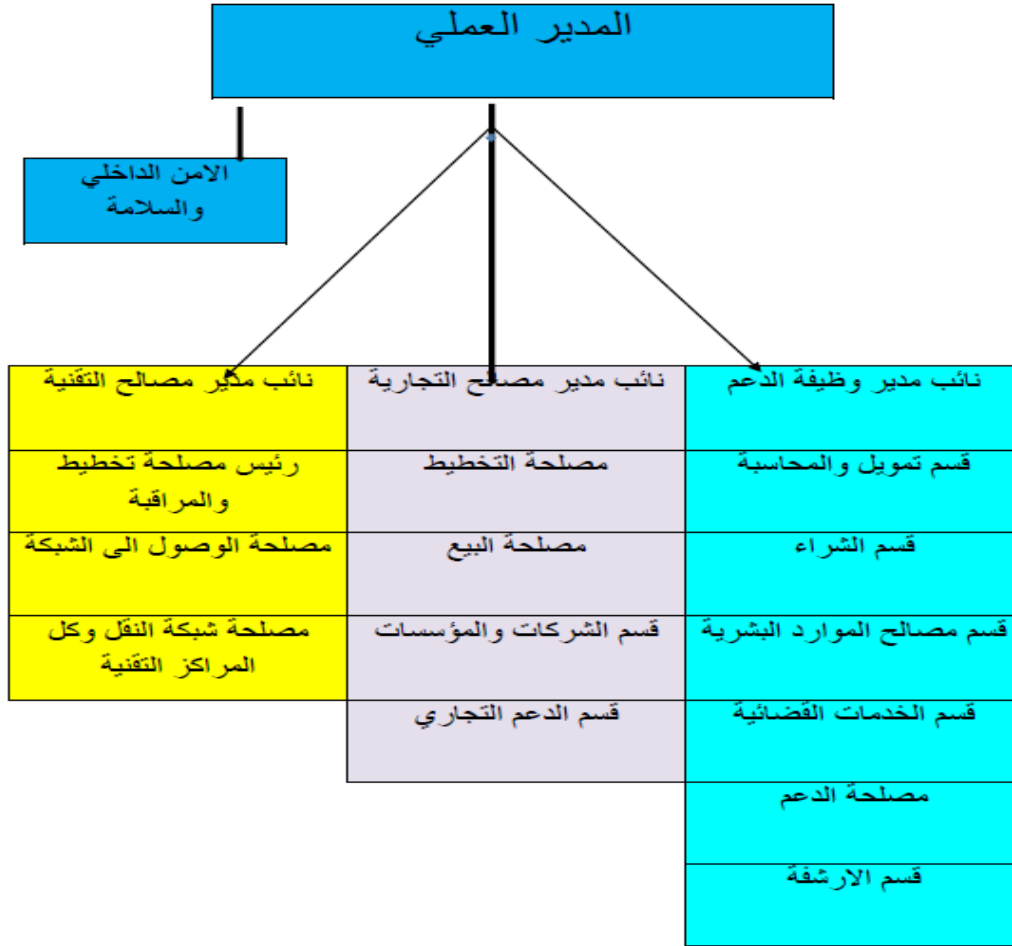 المدير العملي
الامن الداخلي
والسلامة
نائب مدير وظيفة الدعم
نائب مدير مصالح التجارية
نائب مدير مصالح التقنية
قسم تمويل والمحاسبة
مصلحة التخطيط
رئيس مصلحة تخطيط
والمراقبة
قسم الشراء
مصلحة البيع
مصلحة الوصول الى الشبكة
قسم مصالح الموارد البشرية
قسم الشركات والمؤسسات
مصلحة شبكة النقل وكل
المراكز التقنية
قسم الخدمات القضائية
قسم الدعم التجاري
مصلحة الدعم
قسم الارشفة